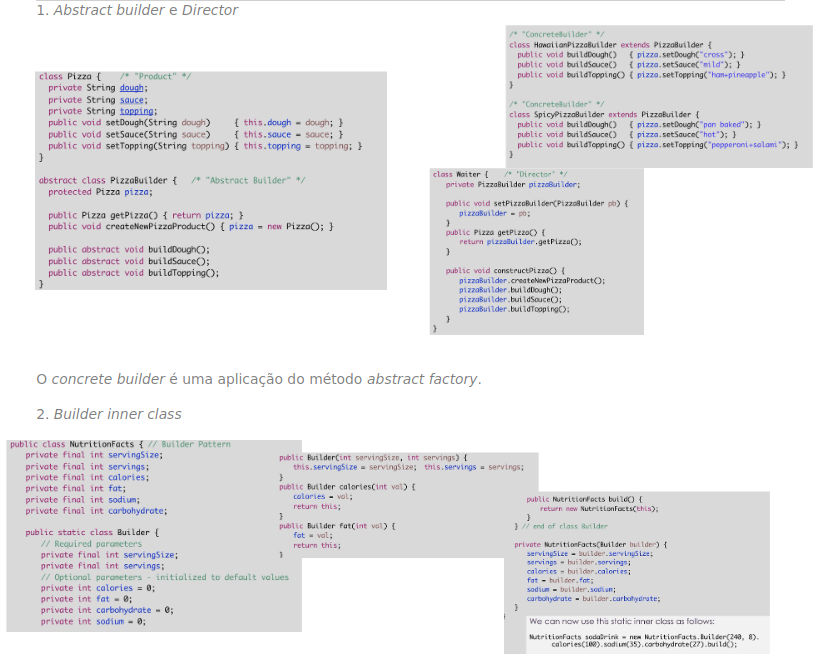 1. Abstract builder e Director
class Pizza {    /* "Product" */
private String dough;
private String sauce;
private String topping;
public void setDough(String dough)     { this.dough = dough; }
public void setSauce(String sauce)     { this.sauce = sauce; }
public void setTopping(String topping) { this.topping = topping; }
}
abstract class PizzaBuilder {   /* "Abstract Builder" */
protected Pizza pizza;
public Pizza getPizza() { return pizza; }
public void createNewPizzaProduct() { pizza = new Pizza(); }
public abstract void buildDough();
public abstract void buildSauce();
public abstract void buildTopping();
}
/* "ConcreteBuilder" */
class HawaiianPizzaBuilder extends PizzaBuilder {
public void buildDough()   { pizza.setDough("cross"); }
public void buildSauce()   { pizza.setSauce("mild"); }
public void buildTopping() { pizza.setTopping("ham+pineapple"); }
}
/* "ConcreteBuilder" */
class SpicyPizzaBuilder extends PizzaBuilder {
public void buildDough()   { pizza.setDough("pan baked"); }
public void buildSauce()   { pizza.setSauce("hot"); }
public void buildTopping() { pizza.setTopping("pepperoni+salami"); }
}
class Waiter {    /* "Director" */
private PizzaBuilder pizzaBuilder;
public void setPizzaBuilder(PizzaBuilder pb) {
pizzaBuilder = pb;
}
public Pizza getPizza() {
return pizzaBuilder.getPizza();
}
public void constructPizza() {
pizzaBuilder.createNewPizzaProduct();
pizzaBuilder.buildDough();
pizzaBuilder.buildSauce();
pizzaBuilder.buildTopping();
}
}
O concrete builder é uma aplicação do método abstract factory.
2. Builder inner class
public class NutritionFacts { // Builder Pattern
private final int servingSize;
private final int servings;
private final int calories;
private final int fat;
private final int sodium;
private final int carbohydrate;
public static class Builder {
// Required parameters
private final int servingSize;
private final int servings;
// Optional parameters - initialized to default values
private int calories = 0;
private int fat = 0;
private int carbohydrate = 0;
private int sodium = 0;
public Builder(int servingSize, int servings) {
this.servingSize = servingSize;  this.servings = servings;
}
public Builder calories(int val) {
calories = val;
return this;
}
public Builder fat(int val) {
fat = val;
return this;
}
public NutritionFacts build() {
return new NutritionFacts(this);
}
} // end of class Builder
private NutritionFacts(Builder builder) {
servingSize = builder.servingSize;
servings = builder.servings;
calories = builder.calories;
fat = builder.fat;
sodium = builder.sodium;
carbohydrate = builder.carbohydrate;
}
}
We can now use this static inner class as follows:
NutritionFacts sodaDrink = new NutritionFacts.Builder(240, 8).
calories(100).sodium(35).carbohydrate(27).build();